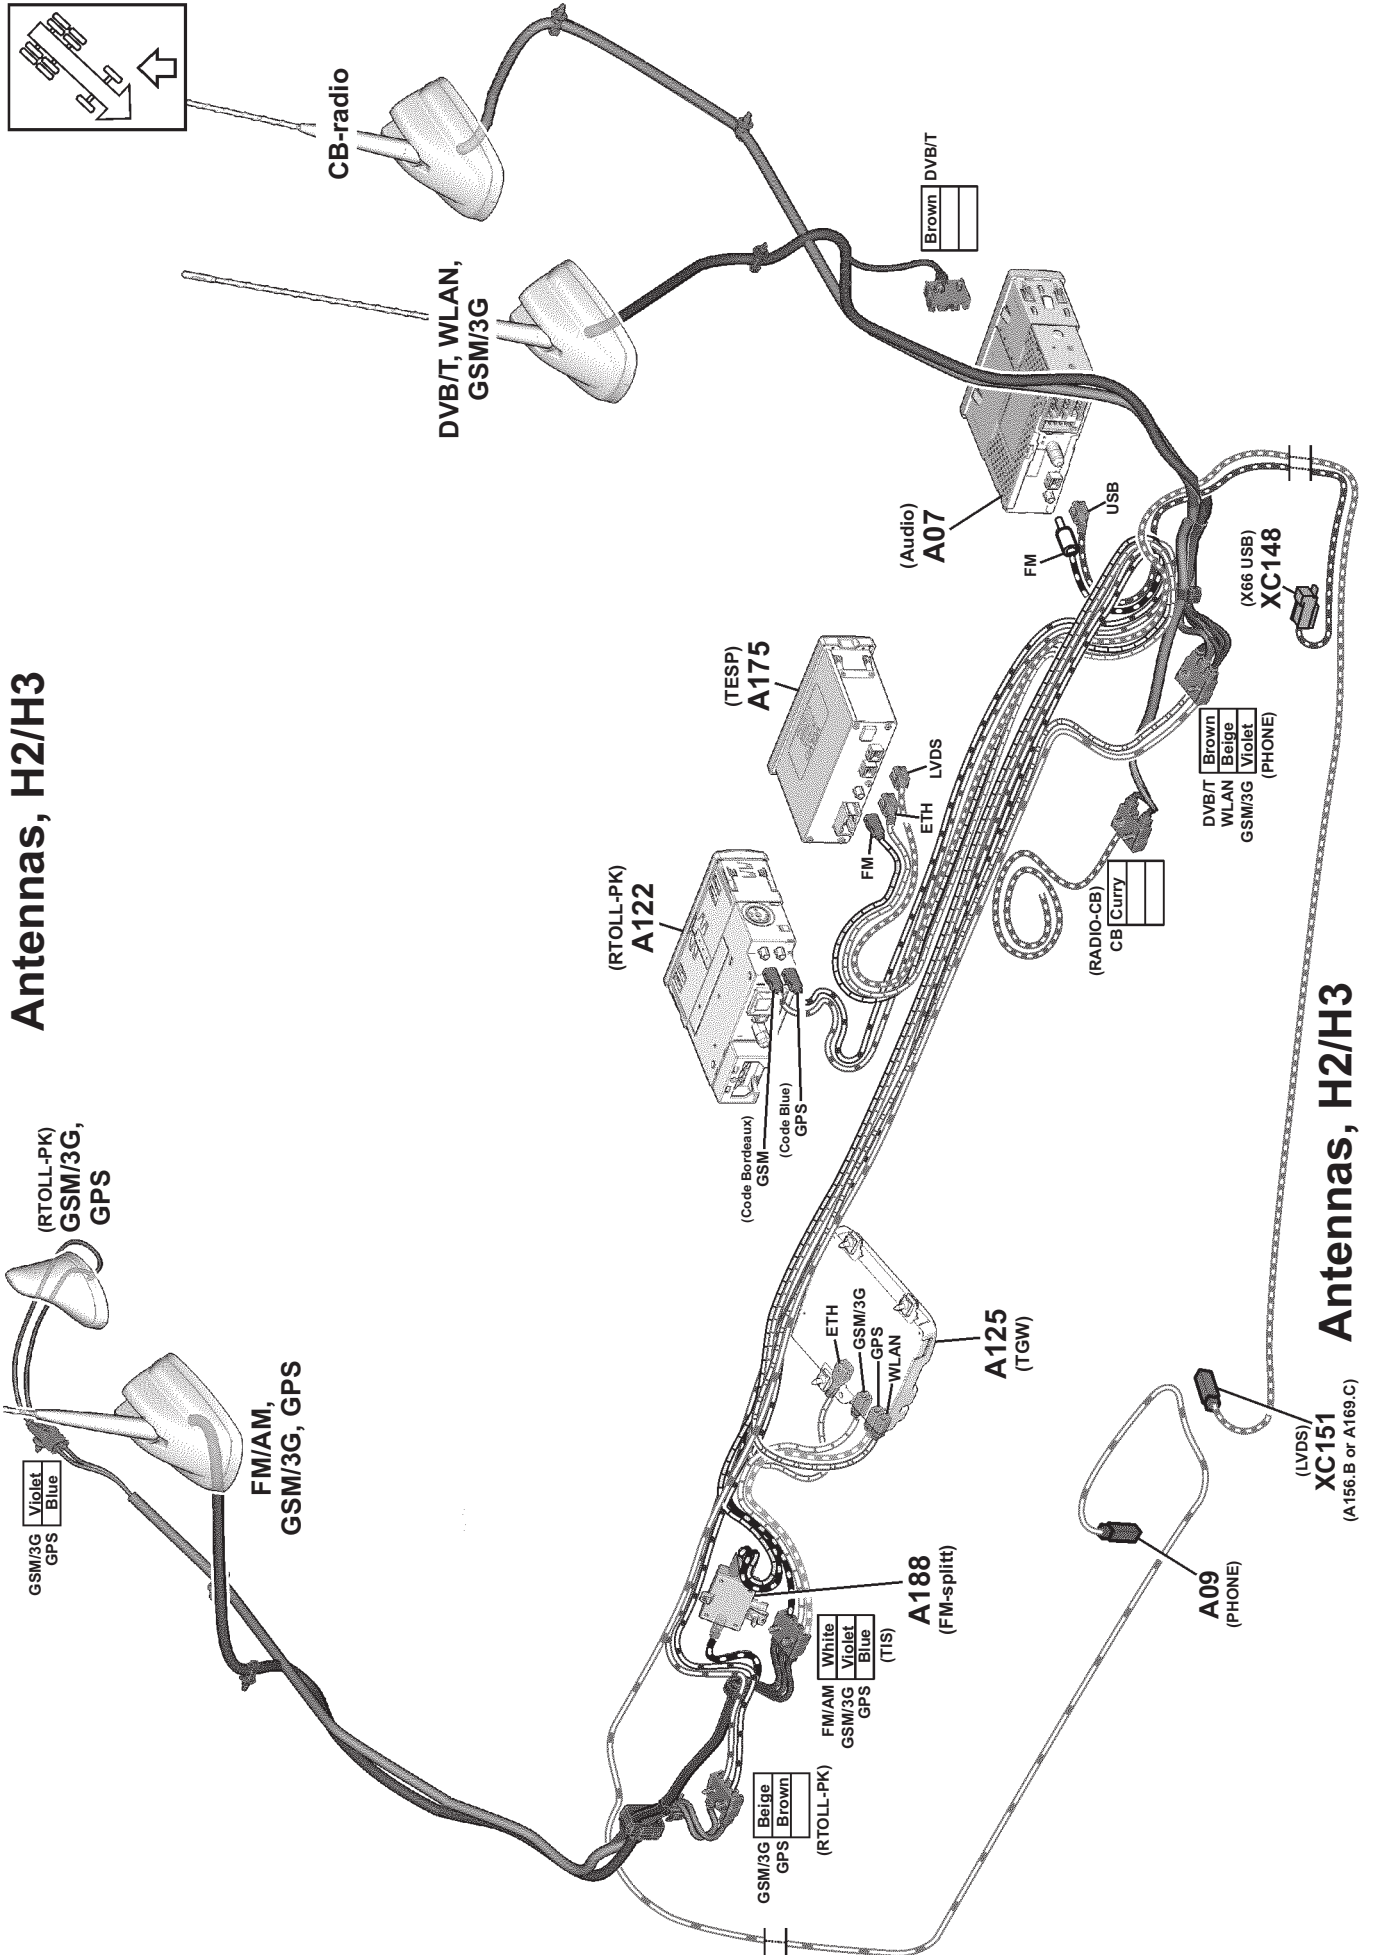 Antennas, H2/H3
(RTOLL-PK)
GSM/3G,
GPS
GSM/3G Violet
GPS Blue
FM/AM,
GSM/3G, GPS
DVB/T, WLAN,
GSM/3G
CB-radio
Brown DVB/T
(Audio)
A07
FM
USB
(TESP)
A175
FM
ETH
LVDS
(RTOLL-PK)
A122
(Code Bordeaux)
GSM
(Code Blue)
GPS
ETH
GSM/3G
GPS
WLAN
A125
(TGW)
A188
(FM-splitt)
FM/AM White
GSM/3G Violet
GPS Blue
(TIS)
GSM/3G Beige
GPS Brown
(RTOLL-PK)
(RADIO-CB)
CB Curry
DVB/T Brown
WLAN Beige
GSM/3G Violet
(PHONE)
(X66 USB)
XC148
A09
(PHONE)
(LVDS)
XC151
(A156.B or A169.C)
Antennas, H2/H3